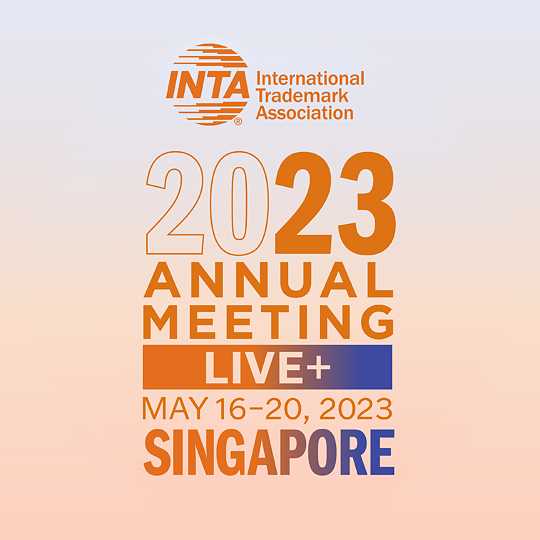 INTA®
International
Trademark
Association
2023
ANNUAL
MEETING
LIVE+
MAY 16–20, 2023
SINGAPORE